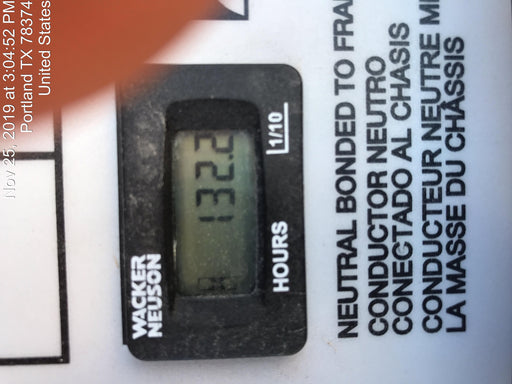 Nov 25, 2019 at 3:04:52 PM
Portland TX 78374
United States
WACKER
NEUSON
132.2
HOURS
1/10
NEUTRAL BONDED TO FRA
CONDUCTOR NEUTRO
CONECTADO AL CHASIS
CONDUCTEUR NEUTRE MI
LA MASSE DU CHÂSSIS